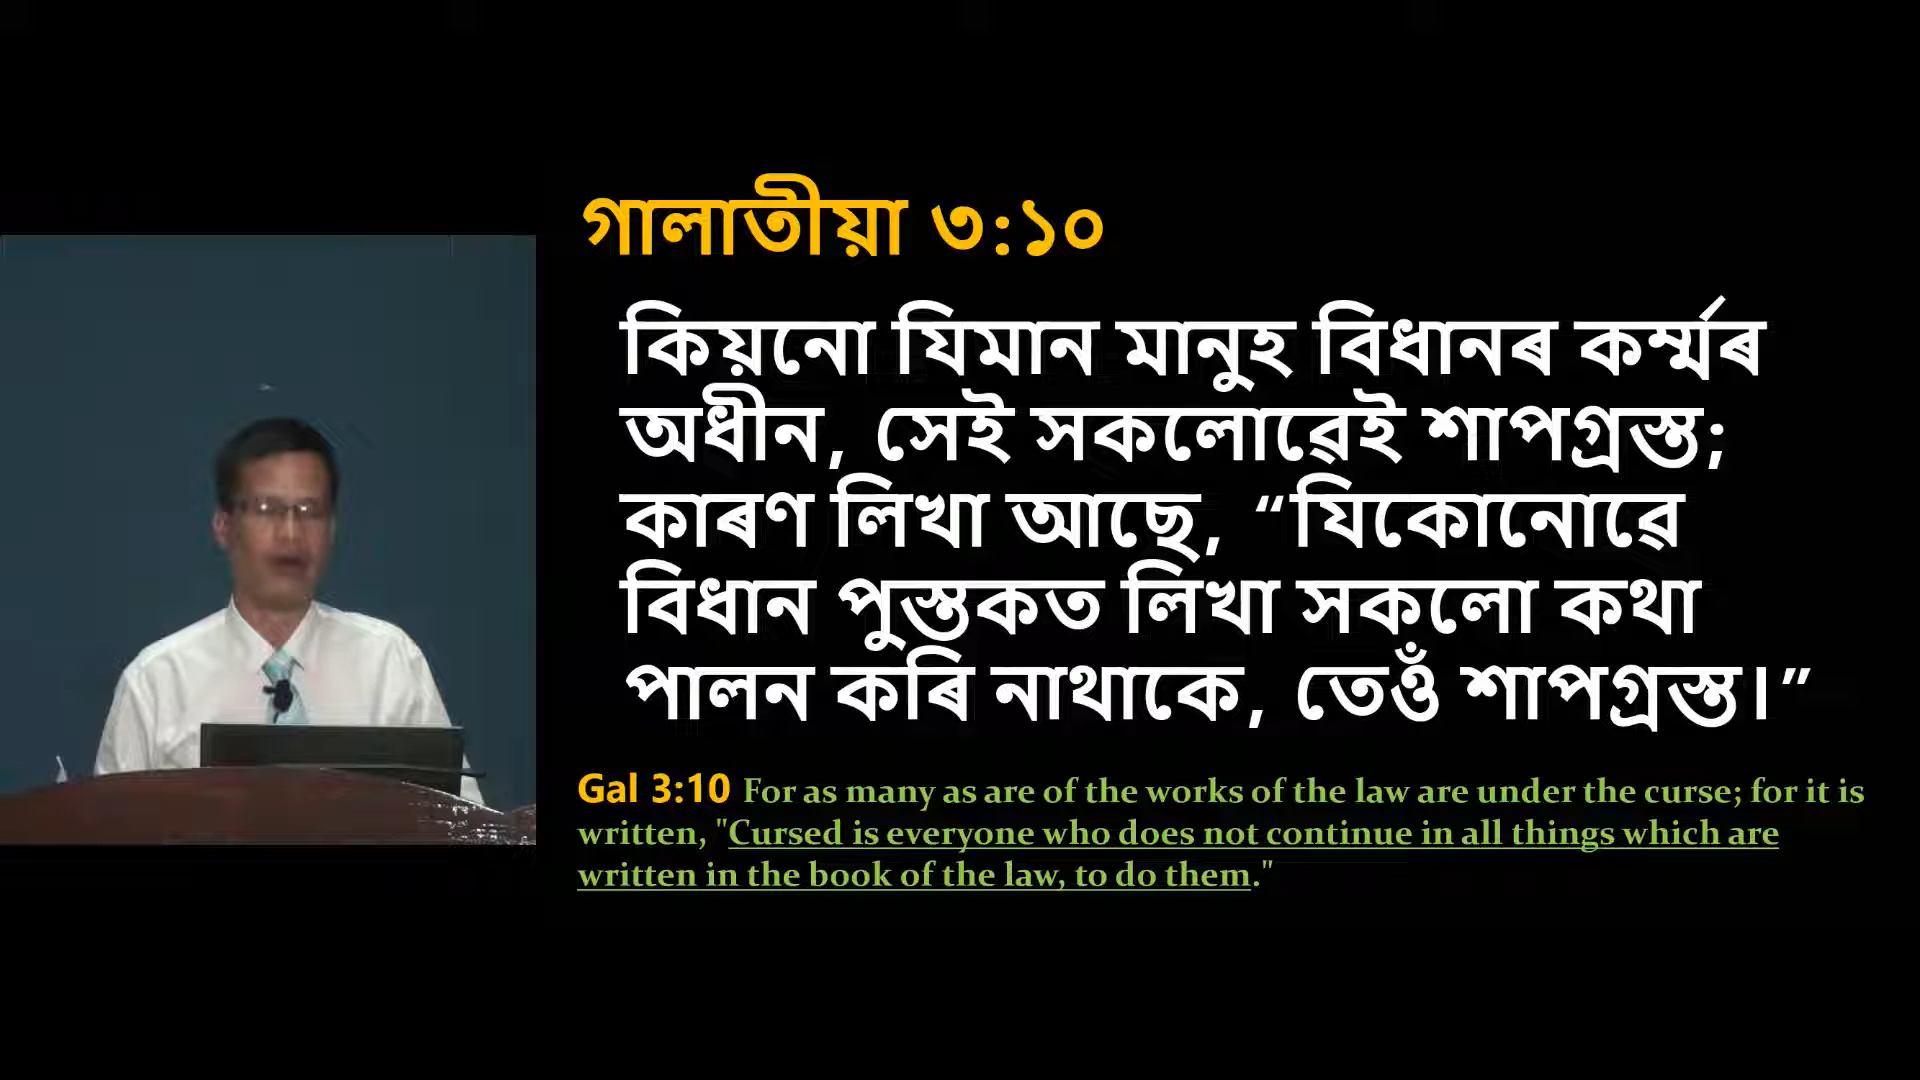 গালাতীয়া ৩:১০
কিয়নো যিমান মানুহ বিধানৰ কৰ্ম্মৰ
অধীন, সেই সকলোৱেই শাপগ্ৰস্ত;
কাৰণ লিখা আছে, “যিকোনোৱে
বিধান পুস্তকত লিখা সকলো কথা
পালন কৰি নাথাকে, তেওঁ শাপগ্ৰস্ত।”
Gal 3:10 For as many as are of the works of the law are under the curse; for it is
written, "Cursed is everyone who does not continue in all things which are
written in the book of the law, to do them."